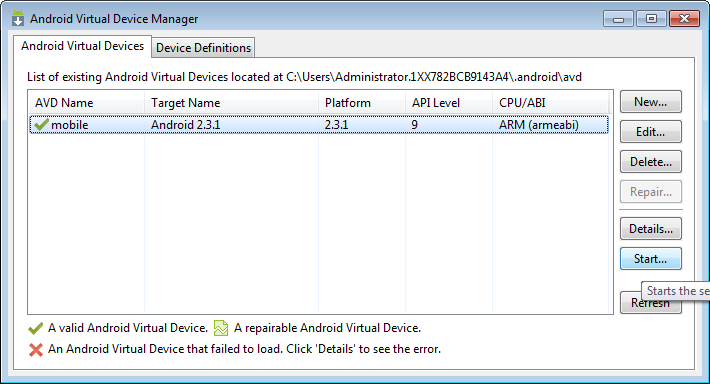 Android Virtual Device Manager
Android Virtual Devices Device Definitions
List of existing Android Virtual Devices located at C:\Users\Administrator.1XX782BCB9143A4\.android\avd
AVD Name Target Name Platform API Level CPU/ABI
mobile Android 2.3.1 2.3.1 9 ARM (armeabi)
New...
Edit...
Delete...
Repair...
Details...
Start...
Starts the se
Refresh
A valid Android Virtual Device. A repairable Android Virtual Device.
An Android Virtual Device that failed to load. Click 'Details' to see the error.